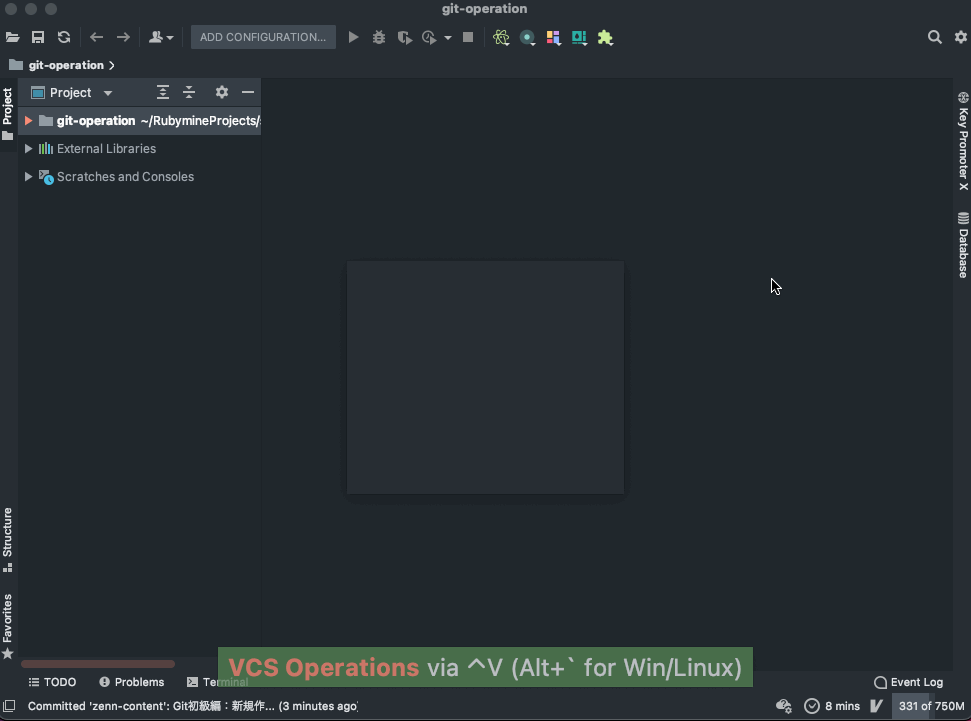 git-operation
ADD CONFIGURATION...
git-operation
Project
Project
git-operation ~/RubymineProjects/
External Libraries
Scratches and Consoles
Key Promoter X
Database
Structure
Favorites
VCS Operations via ^V (Alt+` for Win/Linux)
TODO
Problems
Terminal
Event Log
Committed 'zenn-content': Git初級編：新規作... (3 minutes ago)
8 mins
331 of 750M